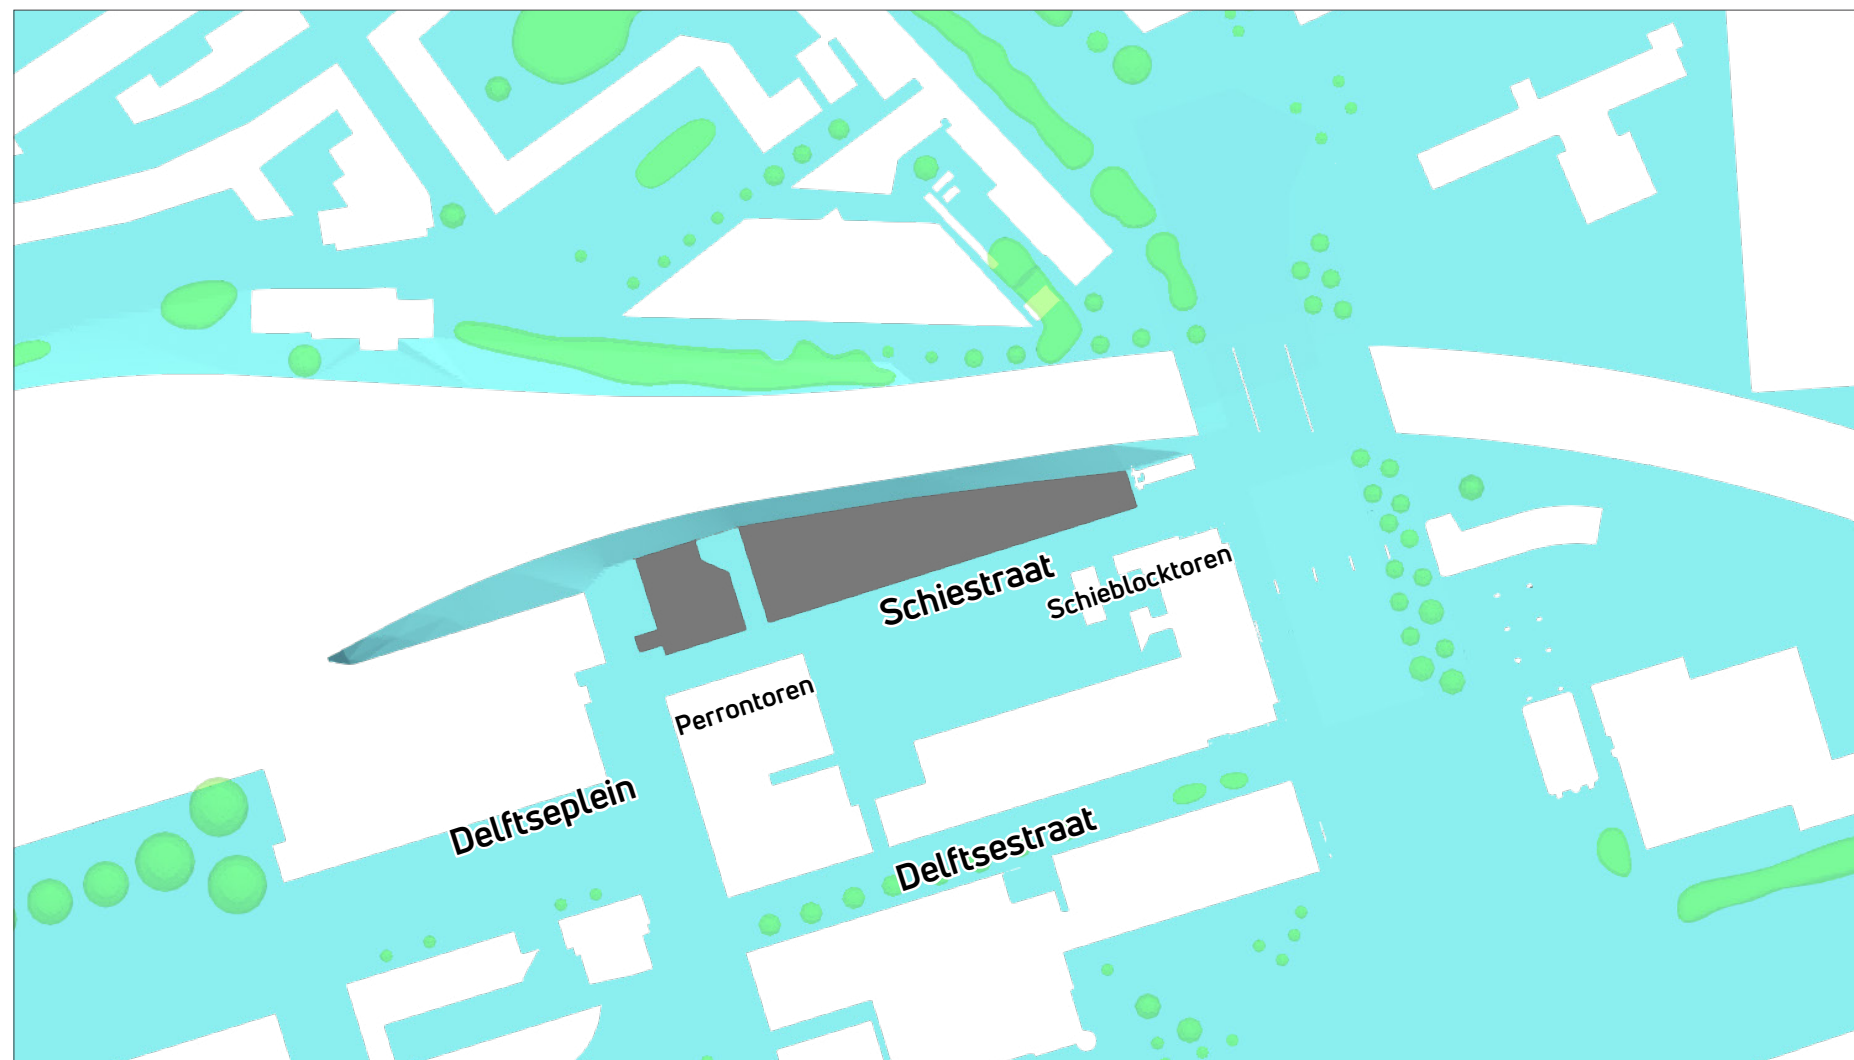 Schiestraat
Schieblocktoren
Perrontoren
Delftseplein
Delftsestraat